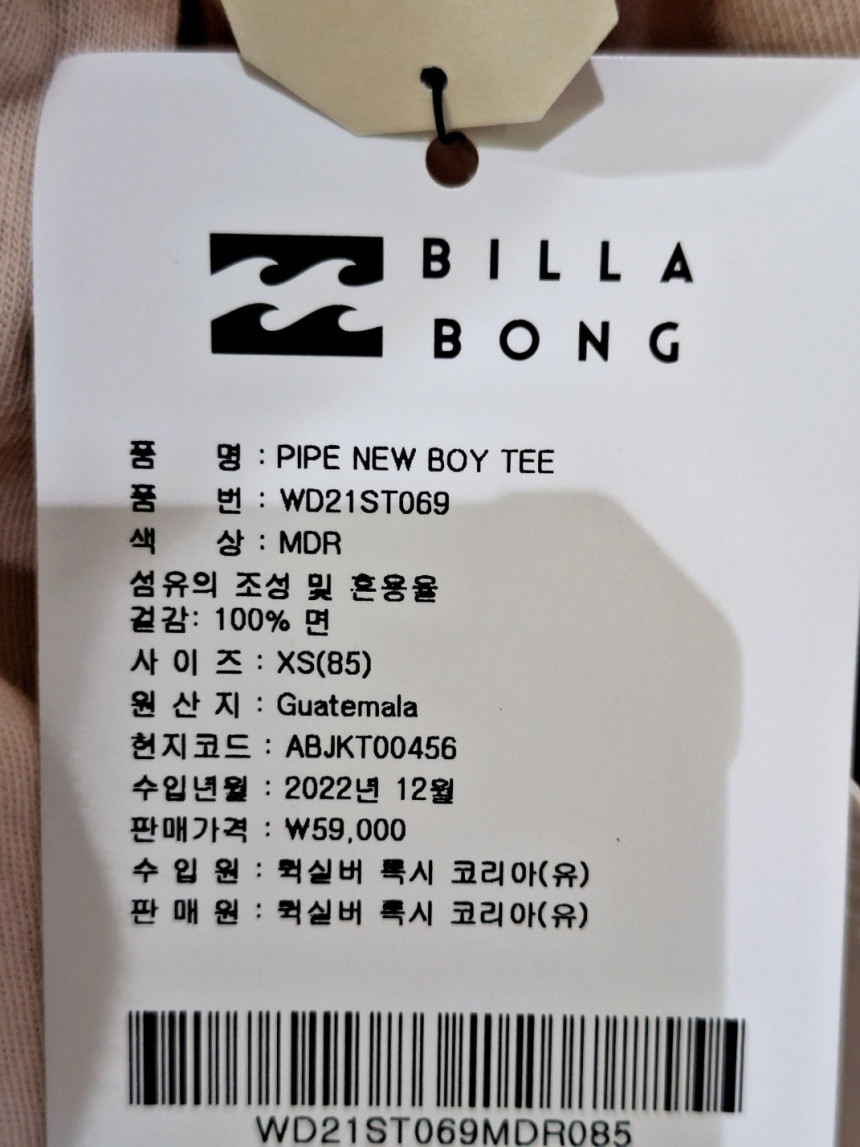 BILLA
BONG
품 명 : PIPE NEW BOY TEE
품 번 : WD21ST069
색 상 : MDR
섬유의 조성 및 혼용율
겉감: 100% 면
사 이 즈 : XS(85)
원 산 지 : Guatemala
현지코드 : ABJKT00456
수입년월 : 2022년 12월
판매가격 : ₩59,000
수 입 원 : 퀵실버 록시 코리아(유)
판 매 원 : 퀵실버 록시 코리아(유)
WD21ST069MDR085